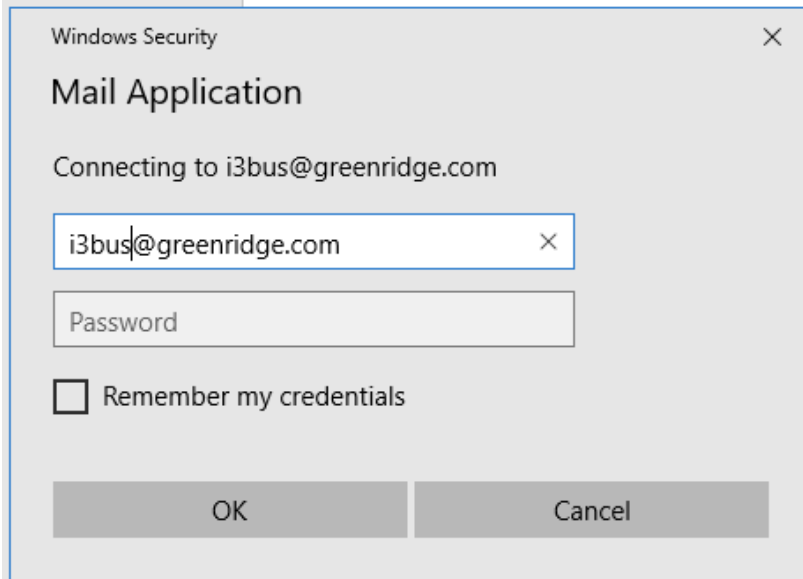 Windows Security
Mail Application
Connecting to i3bus@greenridge.com
i3bus@greenridge.com
Password
Remember my credentials
OK
Cancel